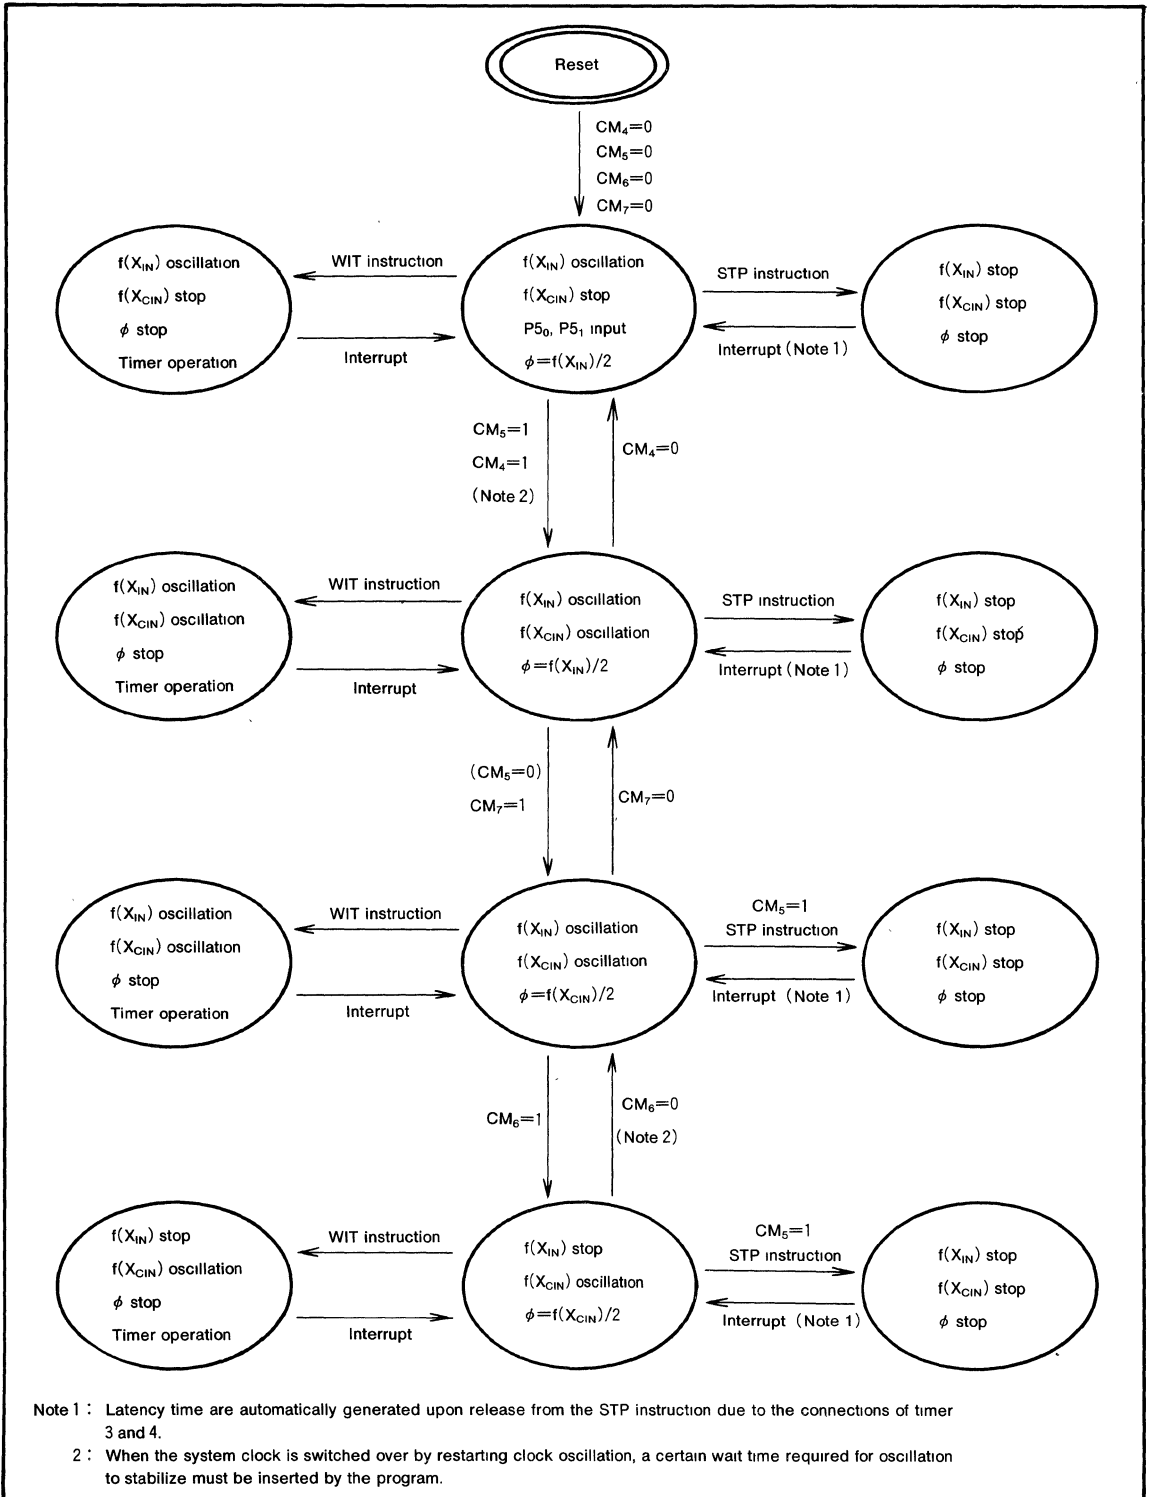 Reset
CM₄=0
CM₅=0
CM₆=0
CM₇=0
f(X_IN) oscillation
f(X_CIN) stop
φ stop
Timer operation
WIT instruction
Interrupt
f(X_IN) oscillation
f(X_CIN) stop
P5₀, P5₁ input
φ=f(X_IN)/2
STP instruction
Interrupt (Note 1)
f(X_IN) stop
f(X_CIN) stop
φ stop
CM₅=1
CM₄=1
(Note 2)
CM₄=0
f(X_IN) oscillation
f(X_CIN) oscillation
φ stop
Timer operation
WIT instruction
Interrupt
f(X_IN) oscillation
f(X_CIN) oscillation
φ=f(X_IN)/2
STP instruction
Interrupt (Note 1)
f(X_IN) stop
f(X_CIN) stop
φ stop
(CM₅=0)
CM₇=1
CM₇=0
f(X_IN) oscillation
f(X_CIN) oscillation
φ stop
Timer operation
WIT instruction
Interrupt
f(X_IN) oscillation
f(X_CIN) oscillation
φ=f(X_CIN)/2
CM₅=1
STP instruction
Interrupt (Note 1)
f(X_IN) stop
f(X_CIN) stop
φ stop
CM₆=1
CM₆=0
(Note 2)
f(X_IN) stop
f(X_CIN) oscillation
φ stop
Timer operation
WIT instruction
Interrupt
f(X_IN) stop
f(X_CIN) oscillation
φ=f(X_CIN)/2
CM₅=1
STP instruction
Interrupt (Note 1)
f(X_IN) stop
f(X_CIN) stop
φ stop
Note 1 : Latency time are automatically generated upon release from the STP instruction due to the connections of timer
3 and 4.
2 : When the system clock is switched over by restarting clock oscillation, a certain wait time required for oscillation
to stabilize must be inserted by the program.